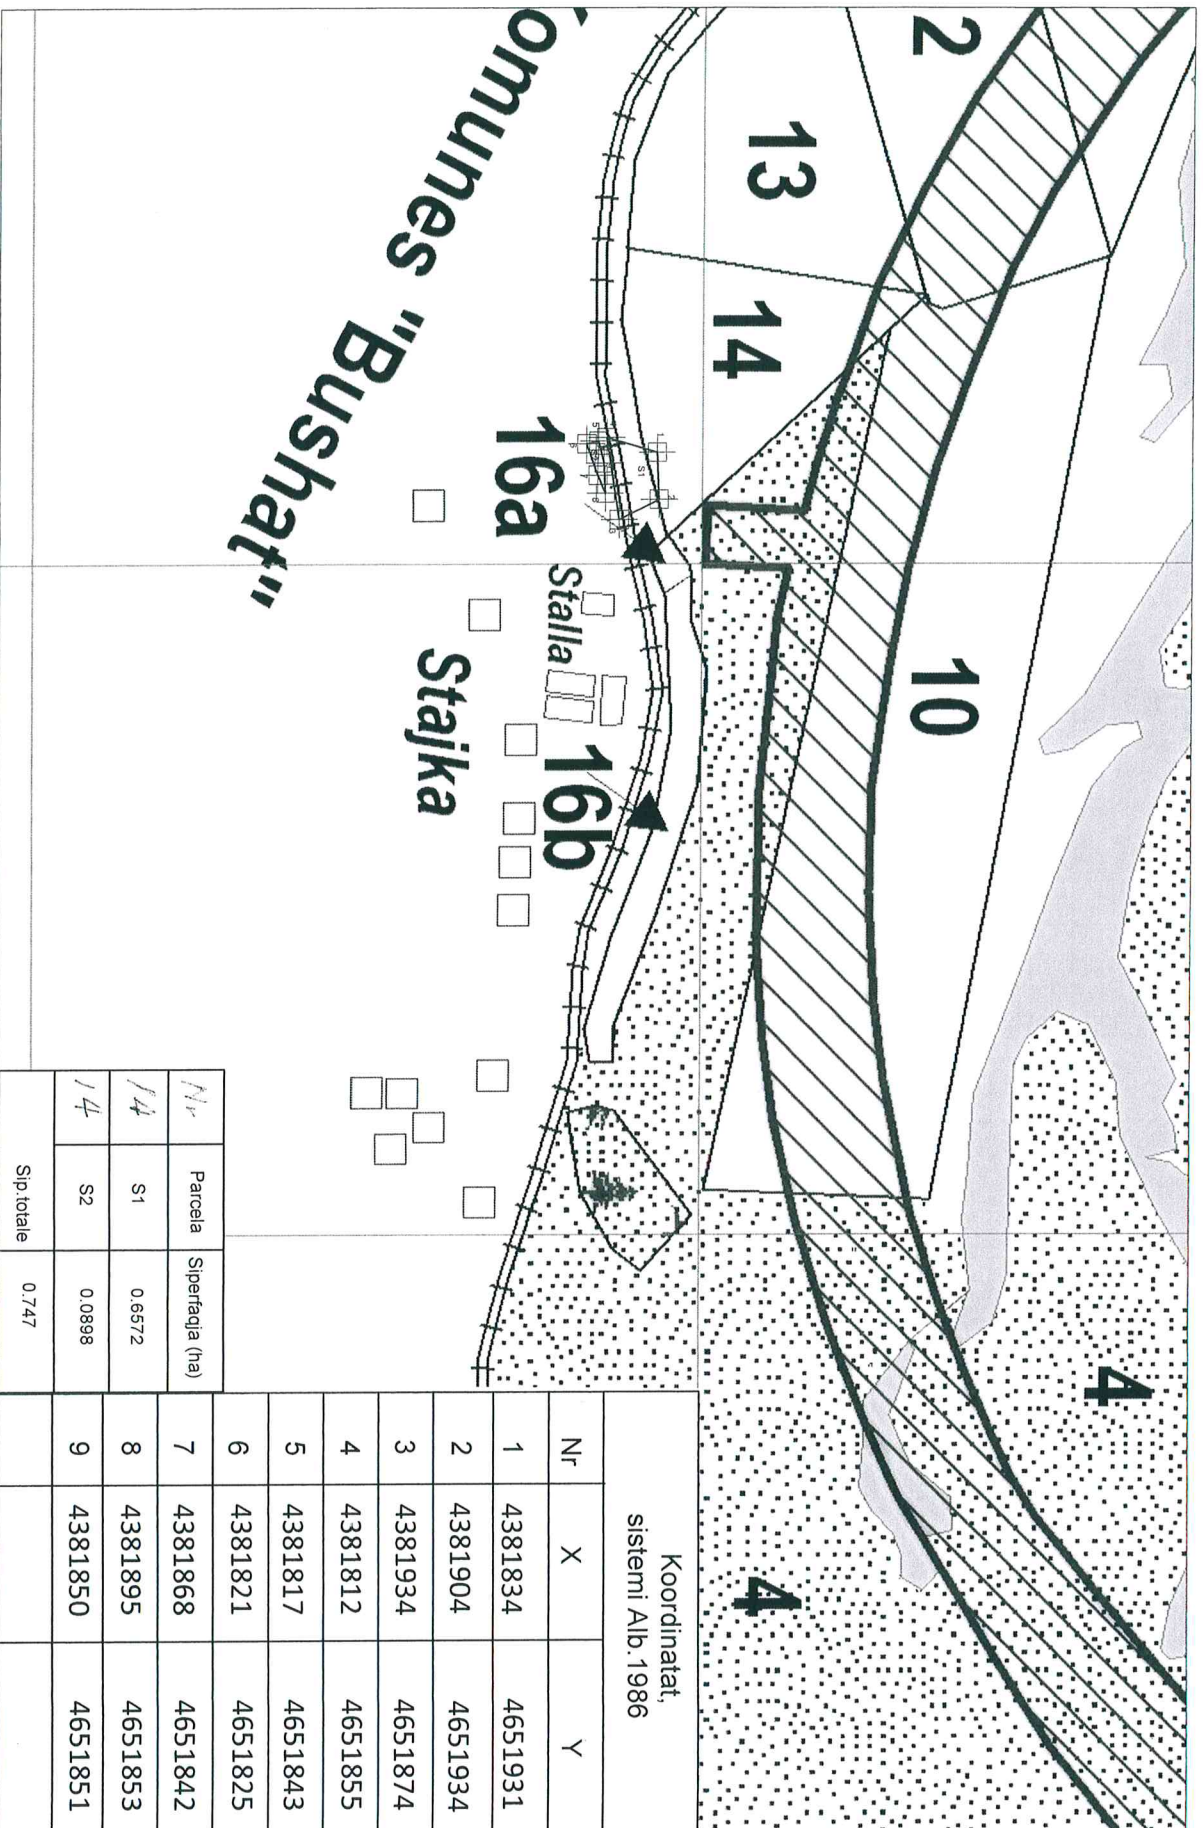 2
13
14
10
4
4
omunes "Bushat"
16a
S1
Stalla
16b
Stajka
1
Nr Parcela Siperfaqja (ha)
14 S1 0.6572
14 S2 0.0898
Sip.totale 0.747
Koordinatat,
sistemi Alb.1986
Nr X Y
1 4381834 4651931
2 4381904 4651934
3 4381934 4651874
4 4381812 4651855
5 4381817 4651843
6 4381821 4651825
7 4381868 4651842
8 4381895 4651853
9 4381850 4651851